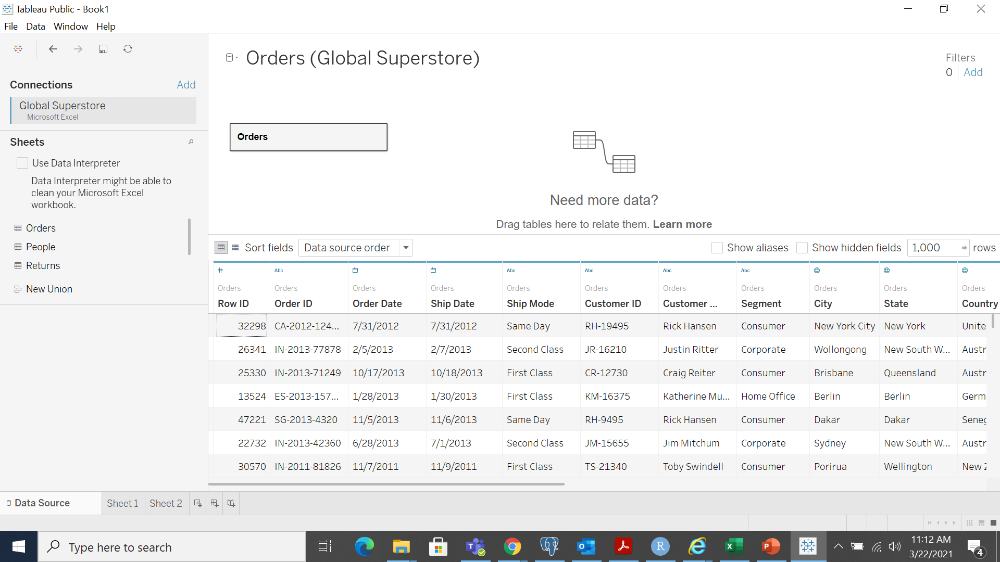 Tableau Public - Book1
File Data Window Help
Connections Add
Global Superstore
Microsoft Excel
Sheets
Use Data Interpreter
Data Interpreter might be able to
clean your Microsoft Excel
workbook.
Orders
People
Returns
New Union
Orders (Global Superstore)
Filters
0 Add
Orders
Need more data?
Drag tables here to relate them. Learn more
Sort fields Data source order Show aliases Show hidden fields 1,000 rows
# Abc Abc Abc Abc Abc
Orders Orders Orders Orders Orders Orders Orders Orders Orders Orders Orders
Row ID Order ID Order Date Ship Date Ship Mode Customer ID Customer ... Segment City State Country
32298 CA-2012-124... 7/31/2012 7/31/2012 Same Day RH-19495 Rick Hansen Consumer New York City New York Unite
26341 IN-2013-77878 2/5/2013 2/7/2013 Second Class JR-16210 Justin Ritter Corporate Wollongong New South W... Austr
25330 IN-2013-71249 10/17/2013 10/18/2013 First Class CR-12730 Craig Reiter Consumer Brisbane Queensland Austr
13524 ES-2013-157... 1/28/2013 1/30/2013 First Class KM-16375 Katherine Mu... Home Office Berlin Berlin Germ
47221 SG-2013-4320 11/5/2013 11/6/2013 Same Day RH-9495 Rick Hansen Consumer Dakar Dakar Seneg
22732 IN-2013-42360 6/28/2013 7/1/2013 Second Class JM-15655 Jim Mitchum Corporate Sydney New South W... Austr
30570 IN-2011-81826 11/7/2011 11/9/2011 First Class TS-21340 Toby Swindell Consumer Porirua Wellington New Z
Data Source Sheet 1 Sheet 2
Type here to search
11:12 AM
3/22/2021
4